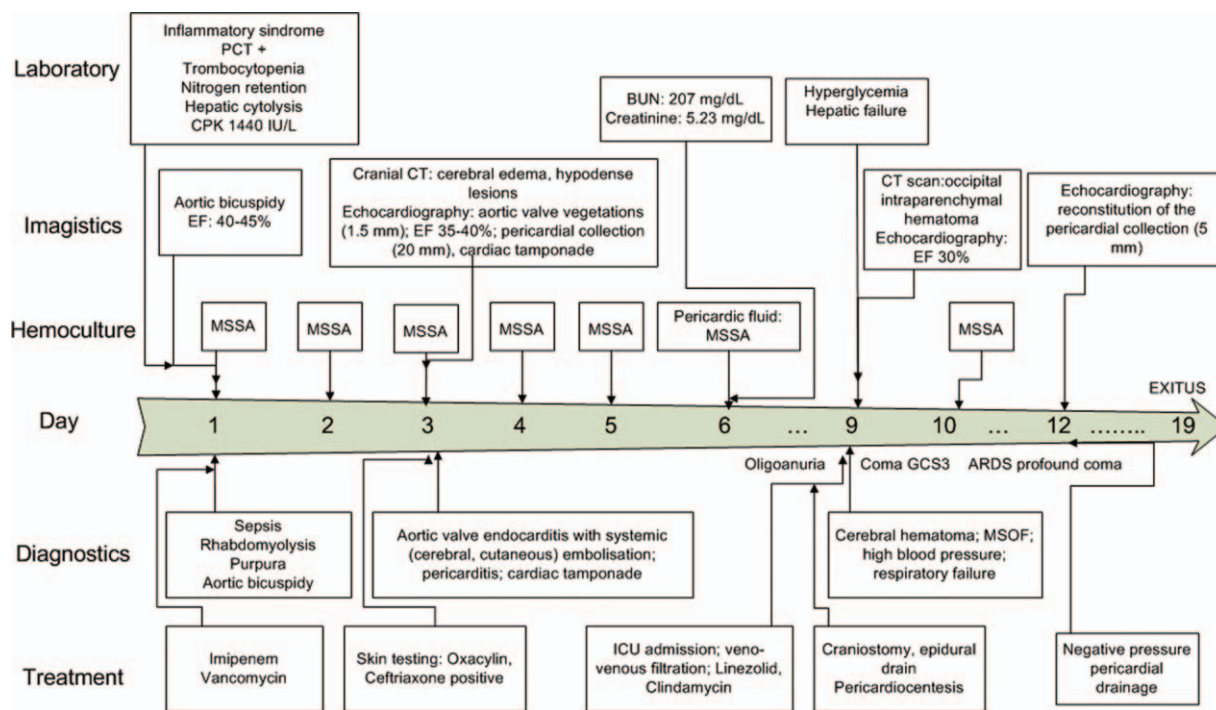 Laboratory
Inflammatory sindrome
PCT +
Trombocytopenia
Nitrogen retention
Hepatic cytolysis
CPK 1440 IU/L
BUN: 207 mg/dL
Creatinine: 5.23 mg/dL
Hyperglycemia
Hepatic failure
Imagistics
Aortic bicuspidy
EF: 40-45%
Cranial CT: cerebral edema, hypodense
lesions
Echocardiography: aortic valve vegetations
(1.5 mm); EF 35-40%; pericardial collection
(20 mm), cardiac tamponade
CT scan:occipital
intraparenchymal
hematoma
Echocardiography:
EF 30%
Echocardiography:
reconstitution of the
pericardial collection (5
mm)
Hemoculture
MSSA
MSSA
MSSA
MSSA
MSSA
Pericardic fluid:
MSSA
MSSA
EXITUS
Day
1 2 3 4 5 6 ... 9 10 ... 12 ........ 19
Oligoanuria
Coma GCS3
ARDS profound coma
Diagnostics
Sepsis
Rhabdomyolysis
Purpura
Aortic bicuspidy
Aortic valve endocarditis with systemic
(cerebral, cutaneous) embolisation;
pericarditis; cardiac tamponade
Cerebral hematoma; MSOF;
high blood pressure;
respiratory failure
Treatment
Imipenem
Vancomycin
Skin testing: Oxacylin,
Ceftriaxone positive
ICU admission; veno-
venous filtration; Linezolid,
Clindamycin
Craniostomy, epidural
drain
Pericardiocentesis
Negative pressure
pericardial
drainage